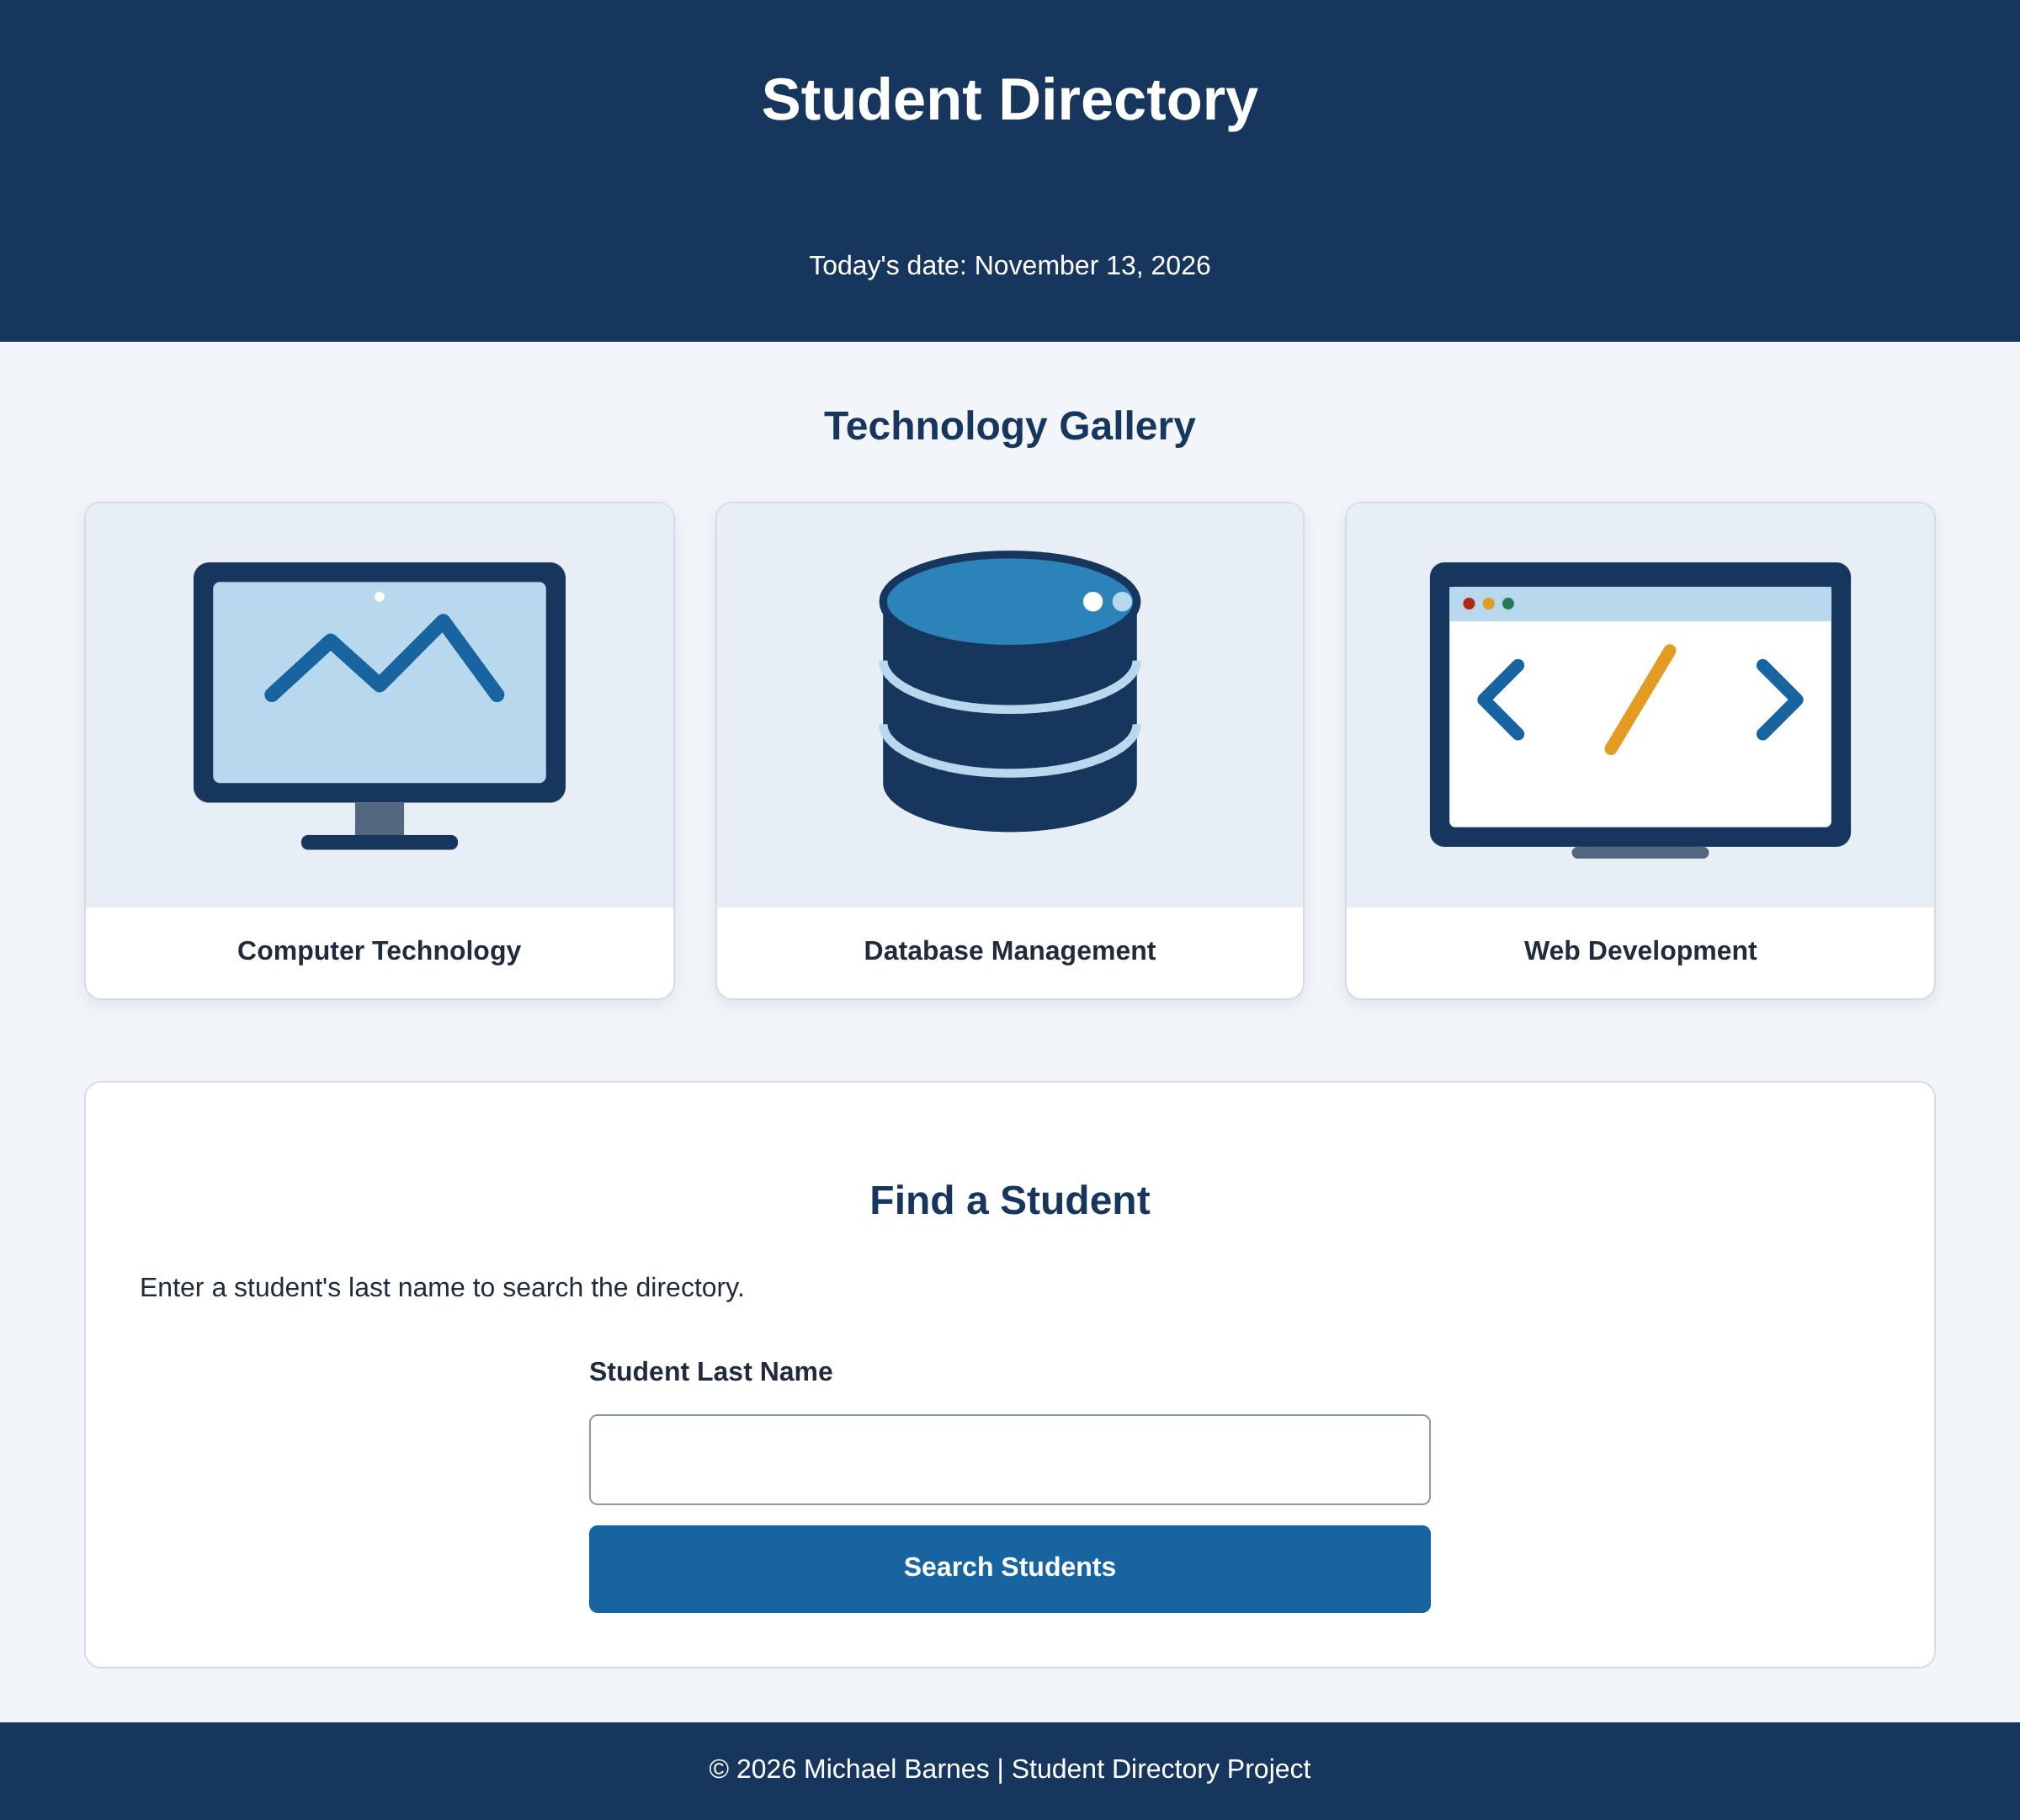 Student Directory
Today's date: November 13, 2026
Technology Gallery
Computer Technology
Database Management
Web Development
Find a Student
Enter a student's last name to search the directory.
Student Last Name
Search Students
© 2026 Michael Barnes | Student Directory Project